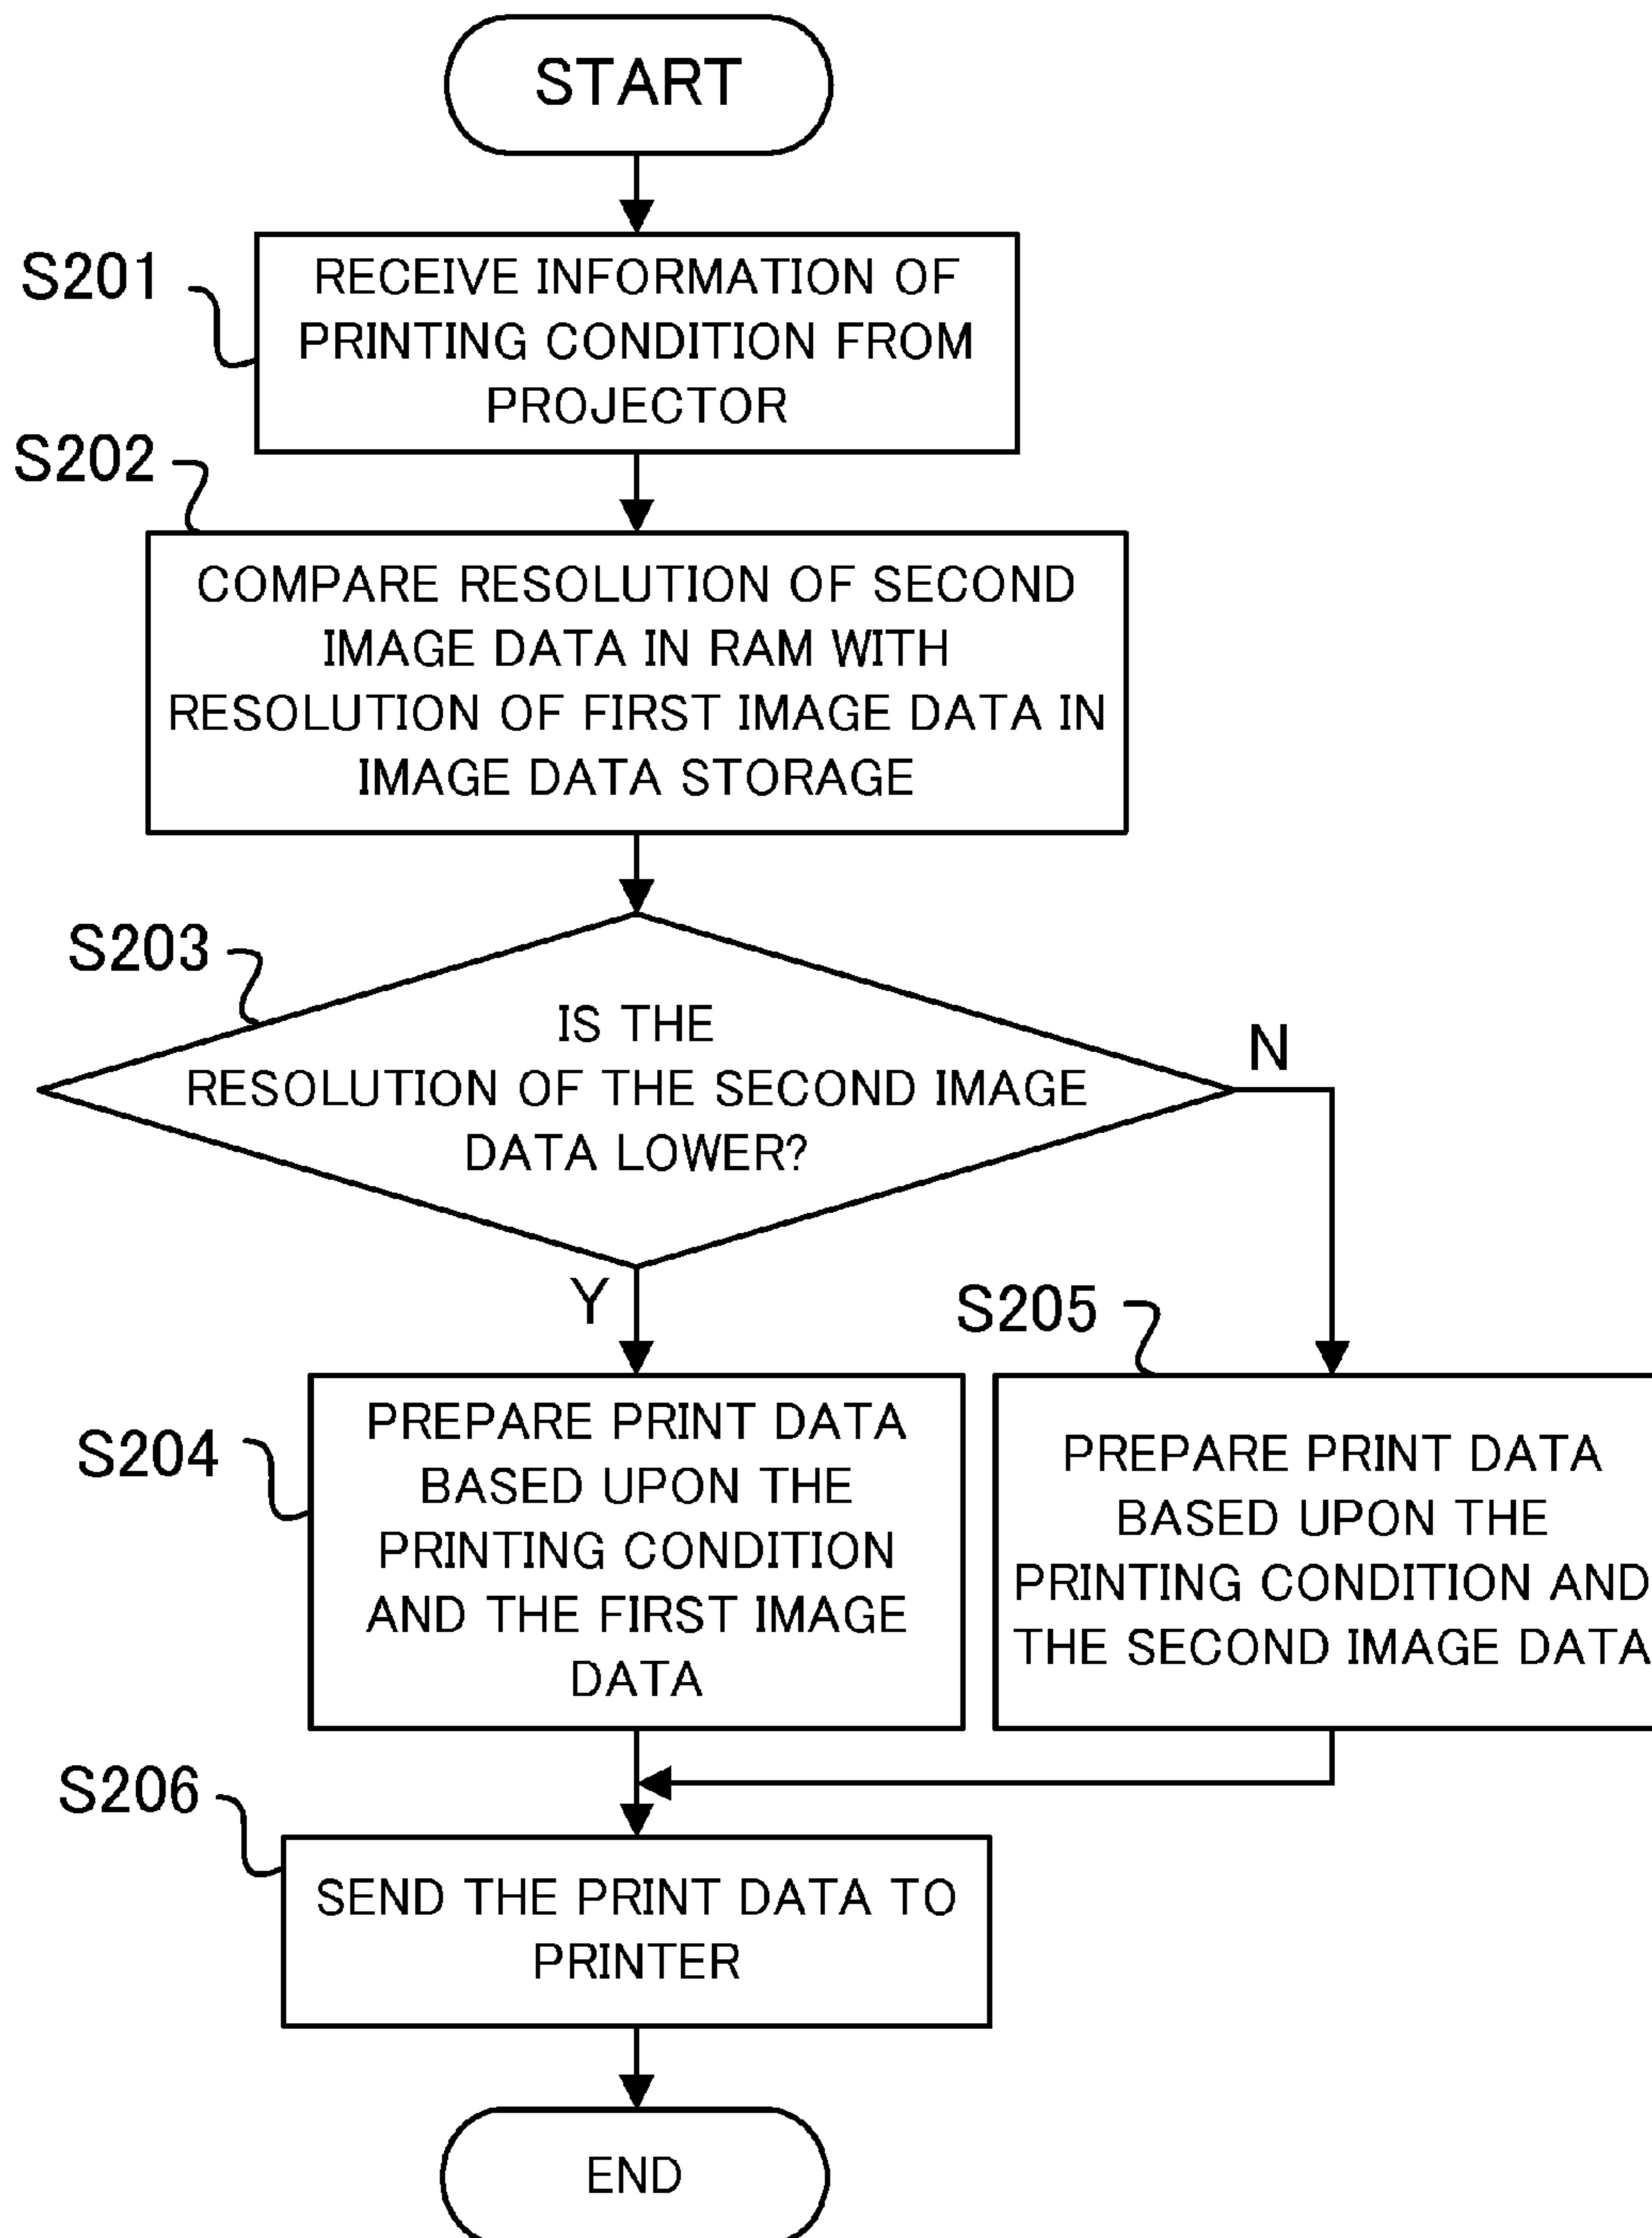 START
S201
RECEIVE INFORMATION OF
PRINTING CONDITION FROM
PROJECTOR
S202
COMPARE RESOLUTION OF SECOND
IMAGE DATA IN RAM WITH
RESOLUTION OF FIRST IMAGE DATA IN
IMAGE DATA STORAGE
S203
IS THE
RESOLUTION OF THE SECOND IMAGE
DATA LOWER?
N
Y
S204
PREPARE PRINT DATA
BASED UPON THE
PRINTING CONDITION
AND THE FIRST IMAGE
DATA
S205
PREPARE PRINT DATA
BASED UPON THE
PRINTING CONDITION AND
THE SECOND IMAGE DATA
S206
SEND THE PRINT DATA TO
PRINTER
END